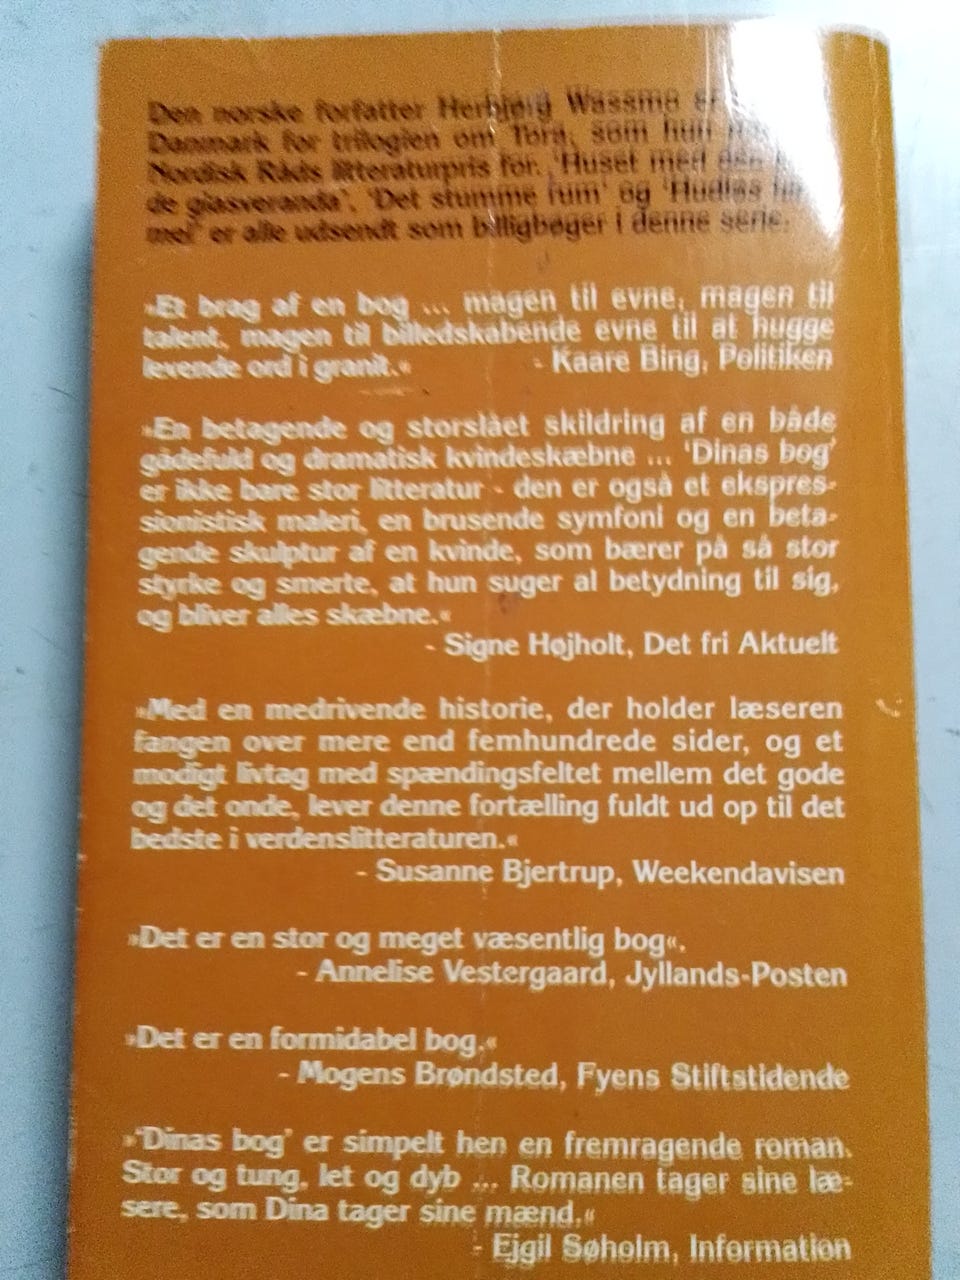 Den norske forfatter Herbjørg Wassmo er
Danmark for trilogien om Tora, som hun
Nordisk Råds litteraturpris for. 'Huset med den
de glasveranda', 'Det stumme rum' og 'Hudløs him-
mel' er alle udsendt som billigbøger i denne serie.
»Et brag af en bog ... magen til evne, magen til
talent, magen til billedskabende evne til at hugge
levende ord i granit.«
- Kaare Bing, Politiken
»En betagende og storslået skildring af en både
gådefuld og dramatisk kvindeskæbne ... 'Dinas bog'
er ikke bare stor litteratur - den er også et ekspres-
sionistisk maleri, en brusende symfoni og en beta-
gende skulptur af en kvinde, som bærer på så stor
styrke og smerte, at hun suger al betydning til sig,
og bliver alles skæbne.«
- Signe Højholt, Det fri Aktuelt
»Med en medrivende historie, der holder læseren
fangen over mere end femhundrede sider, og et
modigt livtag med spændingsfeltet mellem det gode
og det onde, lever denne fortælling fuldt ud op til det
bedste i verdenslitteraturen.«
- Susanne Bjertrup, Weekendavisen
»Det er en stor og meget væsentlig bog«.
- Annelise Vestergaard, Jyllands-Posten
»Det er en formidabel bog.«
- Mogens Brøndsted, Fyens Stiftstidende
»'Dinas bog' er simpelt hen en fremragende roman.
Stor og tung, let og dyb ... Romanen tager sine læ-
sere, som Dina tager sine mænd.«
- Ejgil Søholm, Information